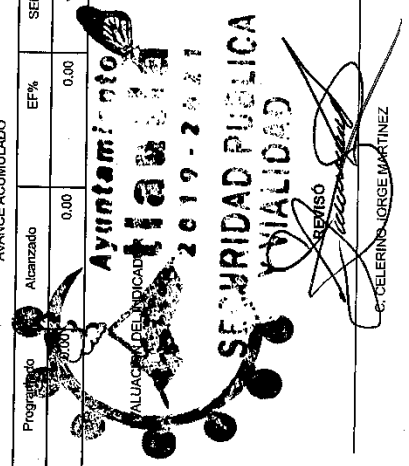 AVANCE ACUMULADO
Programado Alcanzado EF% SE
0.00 0.00 0.00
ALUACION DEL INDICADOR
Ayuntamiento
2019-2021
SEGURIDAD PUBLICA
Y VIALIDAD
REVISÓ
C. CELERINO JORGE MARTINEZ